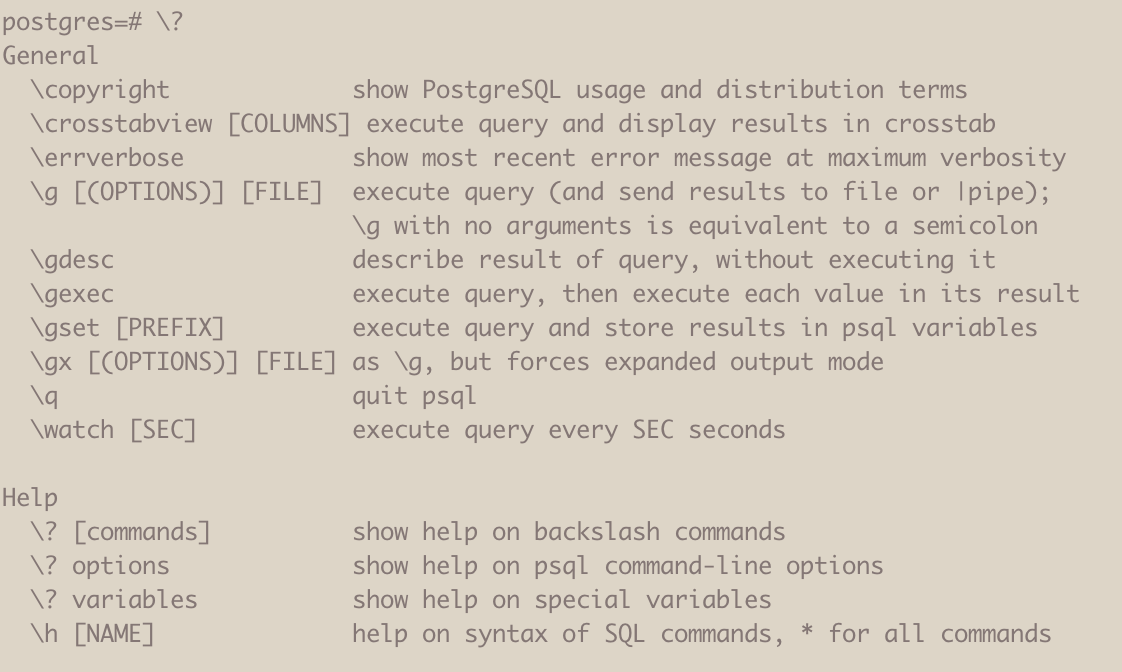 postgres=# \?
General
  \copyright             show PostgreSQL usage and distribution terms
  \crosstabview [COLUMNS] execute query and display results in crosstab
  \errverbose            show most recent error message at maximum verbosity
  \g [(OPTIONS)] [FILE]  execute query (and send results to file or |pipe);
                         \g with no arguments is equivalent to a semicolon
  \gdesc                 describe result of query, without executing it
  \gexec                 execute query, then execute each value in its result
  \gset [PREFIX]         execute query and store results in psql variables
  \gx [(OPTIONS)] [FILE] as \g, but forces expanded output mode
  \q                     quit psql
  \watch [SEC]           execute query every SEC seconds

Help
  \? [commands]          show help on backslash commands
  \? options             show help on psql command-line options
  \? variables           show help on special variables
  \h [NAME]              help on syntax of SQL commands, * for all commands